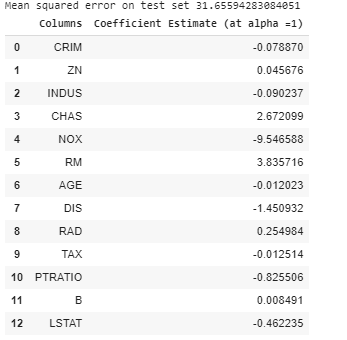 Mean squared error on test set 31.65594283084051
Columns Coefficient Estimate (at alpha =1)
0 CRIM -0.078870
1 ZN 0.045676
2 INDUS -0.090237
3 CHAS 2.672099
4 NOX -9.546588
5 RM 3.835716
6 AGE -0.012023
7 DIS -1.450932
8 RAD 0.254984
9 TAX -0.012514
10 PTRATIO -0.825506
11 B 0.008491
12 LSTAT -0.462235